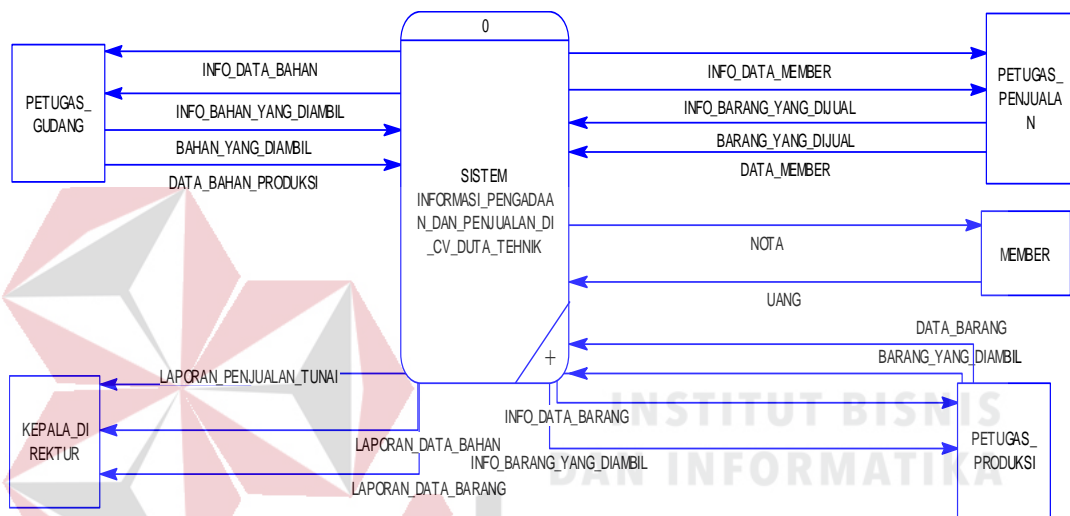 0
SISTEM
INFORMASI_PENGADAA
N_DAN_PENJUALAN_DI
_CV_DUTA_TEHNIK
+
PETUGAS_
GUDANG
INFO_DATA_BAHAN
INFO_BAHAN_YANG_DIAMBIL
BAHAN_YANG_DIAMBIL
DATA_BAHAN_PRODUKSI
INFO_DATA_MEMBER
INFO_BARANG_YANG_DIJUAL
BARANG_YANG_DIJUAL
DATA_MEMBER
PETUGAS_
PENJUALA
N
NOTA
UANG
MEMBER
DATA_BARANG
BARANG_YANG_DIAMBIL
INFO_DATA_BARANG
INFO_BARANG_YANG_DIAMBIL
PETUGAS_
PRODUKSI
LAPORAN_PENJUALAN_TUNAI
LAPORAN_DATA_BAHAN
LAPORAN_DATA_BARANG
KEPALA_DI
REKTUR
INSTITUT BISNIS
DAN INFORMATIKA